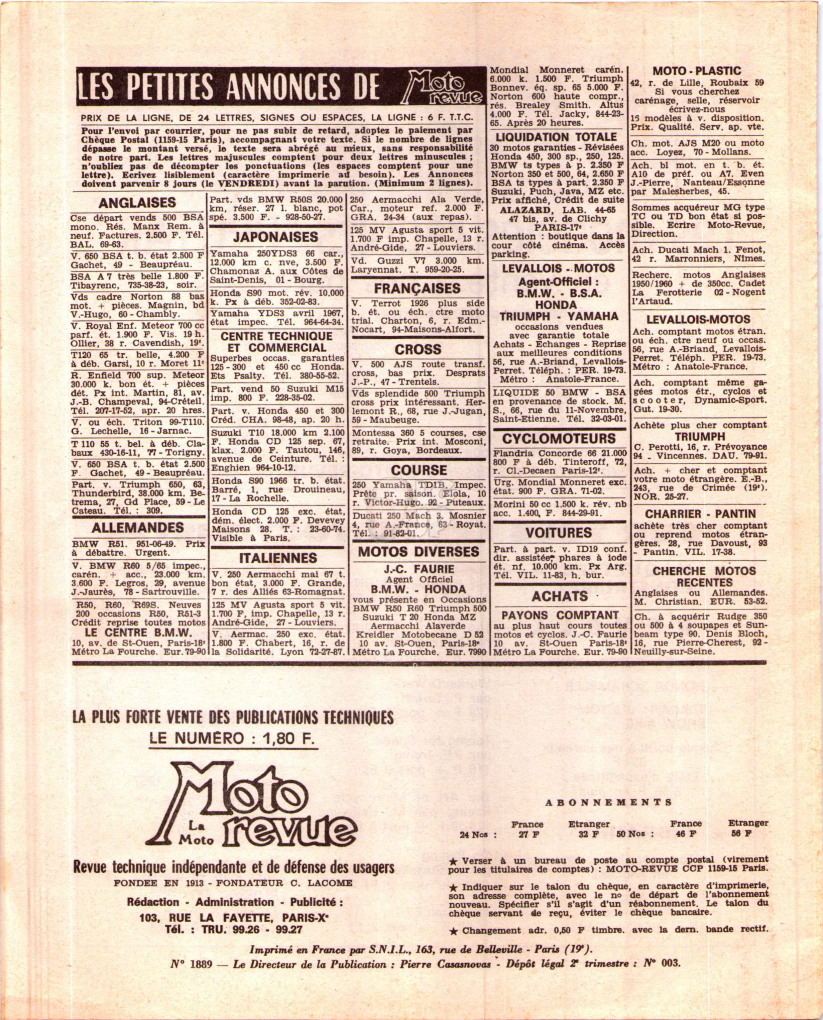 LES PETITES ANNONCES DE Moto revue
PRIX DE LA LIGNE, DE 24 LETTRES, SIGNES OU ESPACES, LA LIGNE : 6 F. T.T.C.
Pour l'envoi par courrier, pour ne pas subir de retard, adoptez le paiement par
Chèque Postal (1159-15 Paris), accompagnant votre texte. Si le nombre de lignes
dépasse le montant versé, le texte sera abrégé au mieux, sans responsabilité
de notre part. Les lettres majuscules comptent pour deux lettres minuscules ;
n'oubliez pas de décompter les ponctuations (les espaces comptent pour une
lettre). Ecrivez lisiblement (caractère imprimerie au besoin). Les Annonces
doivent parvenir 8 jours (le VENDREDI) avant la parution. (Minimum 2 lignes).
ANGLAISES
Cse départ vends 500 BSA
mono. Rés. Manx Rem. à
neuf. Factures. 2.500 F. Tél.
BAL. 69-63.
V. 650 BSA t. b. état 2.500 F
Gachet, 49 - Beaupréau.
BSA A 7 très belle 1.800 F.
Tibayrenc, 735-38-23, soir.
Vds cadre Norton 88 bas
mot. + pièces. Magnin, bd
V.-Hugo, 60 - Chambly.
V. Royal Enf. Meteor 700 cc
parf. ét. 1.900 F. Vis. 19 h.
Ollier, 38 r. Cavendish, 19e.
T120 65 tr. belle, 4.200 F
à déb. Garsi, 10 r. Moret 11e
R. Enfield 700 sup. Meteor
30.000 k. bon ét. + pièces
dét. Px int. Martin, 81, av.
J.-B. Champeval, 94-Créteil.
Tél. 207-17-52, apr. 20 hres.
V. ou éch. Triton 99-T110.
G. Lechelle, 16 - Jarnac.
T 110 55 t. bel. à déb. Cla-
baux 430-16-11, 77 - Torigny.
V. 650 BSA t. b. état 2.500
F. Gachet, 49 - Beaupréau.
Part. v. Triumph 650, 63,
Thunderbird, 38.000 km. Be-
trema, 27, Gd Place, 59 - Le
Cateau. Tél. : 309.
ALLEMANDES
BMW R51. 951-06-49. Prix
à débattre. Urgent.
V. BMW R60 5/65 impec.,
carén. + acc., 23.000 km.
3.600 F. Legros, 29, avenue
J.-Jaurès, 78 - Sartrouville.
R50, R60, R69S. Neuves
200 occasions R50, R51-3
Crédit reprise toutes motos
LE CENTRE B.M.W.
10, av. de St-Ouen, Paris-18e
Métro La Fourche. Eur. 79-90
Part. vds BMW R50S 20.000
km, réser. 27 l. blanc, pot
spé. 3.500 F. - 928-50-27.
JAPONAISES
Yamaha 250YDS3 66 car.,
12.000 km c. nve, 3.500 F.
Chamonaz A. aux Côtes de
Saint-Denis, 01 - Bourg.
Honda S90 mot. rév. 10.000
k. Px à déb. 352-02-83.
Yamaha YDS3 avril 1967,
état impec. Tél. 964-64-34.
CENTRE TECHNIQUE
ET COMMERCIAL
Superbes occas. garanties
125-300 et 450 cc Honda.
Ets Psalty. Tél. 380-55-52.
Part. vend 50 Suzuki M15
imp. 800 F. 228-35-02.
Part. v. Honda 450 et 300
Créd. CHA. 98-48, ap. 20 h.
Suzuki T10 18.000 km 2.100
F. Honda CD 125 sep. 67,
klax. 2.000 F. Tautou, 146,
avenue de Ceinture. Tél. :
Enghien 964-10-12.
Honda S90 1966 tr. b. état.
Barré, 1, rue Drouineau,
17 - La Rochelle.
Honda CD 125 exc. état,
dém. élect. 2.000 F. Devevey
Maisons 28. T. : 23-60-74.
Visible à Paris.
ITALIENNES
V. 250 Aermacchi mai 67 t.
bon état, 3.000 F. Grande,
7 r. des Alliés 63-Romagnat.
125 MV Agusta sport 5 vit.
1.700 F, imp. Chapelle, 13 r.
André-Gide, 27 - Louviers.
V. Aermac. 250 exc. état.
1.800 F. Chabert, 16, r. de
la Solidarité. Lyon 72-27-87.
250 Aermacchi Ala Verde,
Car., moteur ref. 2.000 F.
GRA, 24-34 (aux repas).
125 MV Agusta sport 5 vit.
1.700 F imp. Chapelle, 13 r.
André-Gide, 27 - Louviers.
Vd. Guzzi V7 3.000 km.
Laryennat. T. 959-20-25.
FRANÇAISES
V. Terrot 1926 plus side
b. ét. ou éch. ctre moto
trial. Charton, 6, r. Edm.-
Nocart, 94-Maisons-Alfort.
CROSS
V. 500 AJS route transf.
cross, bas prix. Desprats
J.-P., 47 - Trentels.
Vds splendide 500 Triumph
cross prix intéressant. Her-
lemont R., 68, rue J.-Jugan,
59 - Maubeuge.
Montessa 360 5 courses, cse
retraite. Prix int. Mosconi,
89, r. Goya, Bordeaux.
COURSE
250 Yamaha TDIB. Impec.
Prête pr. saison. Elola, 10
r. Victor-Hugo. 92 - Puteaux.
Ducati 250 Mach 3. Mosnier
4, rue A.-France, 63 - Royat.
Tél. : 91-82-01.
MOTOS DIVERSES
J.-C. FAURIE
Agent Officiel
B.M.W. - HONDA
vous présente en Occasions
BMW R50 R60 Triumph 500
Suzuki T 20 Honda MZ
Aermacchi Alaverde
Kreidler Motobecane D 52
10 av. St-Ouen, Paris-18e
Métro La Fourche. Eur. 7990
Mondial Monneret carén.
6.000 k. 1.500 F. Triumph
Bonnev. éq. sp. 65 5.000 F.
Norton 600 haute compr.,
rés. Brealey Smith. Altus
4.000 F. Tél. Jacky, 844-23-
65. Après 20 heures.
LIQUIDATION TOTALE
30 motos garanties - Révisées
Honda 450, 300 sp., 250, 125.
BMW ts types à p. 2.350 F
Norton 350 et 500, 64, 2.650 F
BSA ts types à part. 2.350 F
Suzuki, Puch, Java, MZ etc.
Prix affiché, Crédit de suite
ALAZARD, LAB. 44-65
47 bis, av. de Clichy
PARIS-17e
Attention : boutique dans la
cour côté cinéma. Accès
parking.
LEVALLOIS - MOTOS
Agent-Officiel :
B.M.W. - B.S.A.
HONDA
TRIUMPH - YAMAHA
occasions vendues
avec garantie totale
Achats - Echanges - Reprise
aux meilleures conditions
56, rue A.-Briand, Levallois-
Perret. Téléph. : PER. 19-73.
Métro : Anatole-France.
LIQUIDE 50 BMW - BSA
en provenance de stock. M.
S., 66, rue du 11-Novembre,
Saint-Etienne. Tél. 32-03-01.
CYCLOMOTEURS
Flandria Concorde 66 21.000
800 F à déb. Tinteroff, 72,
r. Cl.-Decaen Paris-12e.
Urg. Mondial Monneret exc.
état. 900 F. GRA. 71-02.
Morini 50 cc 1.500 k. rév. nb
acc. 1.400, F. 844-29-91.
VOITURES
Part. à part. v. ID19 conf.
dir. assistée, phares à iode
ét. nf. 10.000 km. Px Arg.
Tél. VIL. 11-83, h. bur.
ACHATS
PAYONS COMPTANT
au plus haut cours toutes
motos et cyclos. J.-C. Faurie
10 av. St-Ouen Paris-18e
Métro La Fourche. Eur. 79-90
MOTO - PLASTIC
42, r. de Lille, Roubaix 59
Si vous cherchez
carénage, selle, réservoir
écrivez-nous
15 modèles à v. disposition.
Prix. Qualité. Serv. ap. vte.
Ch. mot. AJS M20 ou moto
acc. Loyez, 70 - Mollans.
Ach. bl mot. en t. b. ét.
A10 de préf. ou A7. Even
J.-Pierre, Nanteau/Essonne
par Malesherbes, 45.
Sommes acquéreur MG type
TC ou TD bon état si pos-
sible. Ecrire Moto-Revue,
Direction.
Ach. Ducati Mach 1. Fenot,
42 r. Marronniers, Nîmes.
Recherc. motos Anglaises
1950/1960 + de 350cc. Cadet
La Ferotterie 02 - Nogent
l'Artaud.
LEVALLOIS-MOTOS
Ach. comptant motos étran.
ou éch. ctre neuf ou occas.
56, rue A.-Briand, Levallois-
Perret. Téléph. PER. 19-73.
Métro : Anatole-France.
Ach. comptant même ga-
gées motos étr., cyclos et
scooter, Dynamic-Sport.
Gut. 19-30.
Achète plus cher comptant
TRIUMPH
C. Perotti, 16, r. Prévoyance
94 - Vincennes. DAU. 79-91.
Ach. + cher et comptant
votre moto étrangère. E.-B.,
243, rue de Crimée (19e).
NOR. 25-27.
CHARRIER - PANTIN
achète très cher comptant
ou reprend motos étran-
gères. 28, rue Davoust, 93
- Pantin. VIL. 17-38.
CHERCHE MOTOS
RECENTES
Anglaises ou Allemandes.
M. Christian. EUR. 53-52.
Ch. à acquérir Rudge 350
ou 500 à 4 soupapes et Sun-
beam type 90. Denis Bloch,
16, rue Pierre-Cherest, 92 -
Neuilly-sur-Seine.
LA PLUS FORTE VENTE DES PUBLICATIONS TECHNIQUES
LE NUMÉRO : 1,80 F.
La Moto
Moto revue
Revue technique indépendante et de défense des usagers
FONDEE EN 1913 - FONDATEUR C. LACOME
Rédaction - Administration - Publicité :
103, RUE LA FAYETTE, PARIS-Xe
Tél. : TRU. 99.26 - 99.27
ABONNEMENTS
France Etranger France Etranger
24 Nos : 27 F 32 F 50 Nos : 46 F 56 F
★ Verser à un bureau de poste au compte postal (virement
pour les titulaires de comptes) : MOTO-REVUE CCP 1159-15 Paris.
★ Indiquer sur le talon du chèque, en caractère d'imprimerie,
son adresse complète, avec le no de départ de l'abonnement
nouveau. Spécifier s'il s'agit d'un réabonnement. Le talon du
chèque servant de reçu, éviter le chèque bancaire.
★ Changement adr. 0,50 F timbre. avec la dern. bande rectif.
Imprimé en France par S.N.I.L., 163, rue de Belleville - Paris (19e).
N° 1889 — Le Directeur de la Publication : Pierre Casasnovas - Dépôt légal 2e trimestre : N° 003.